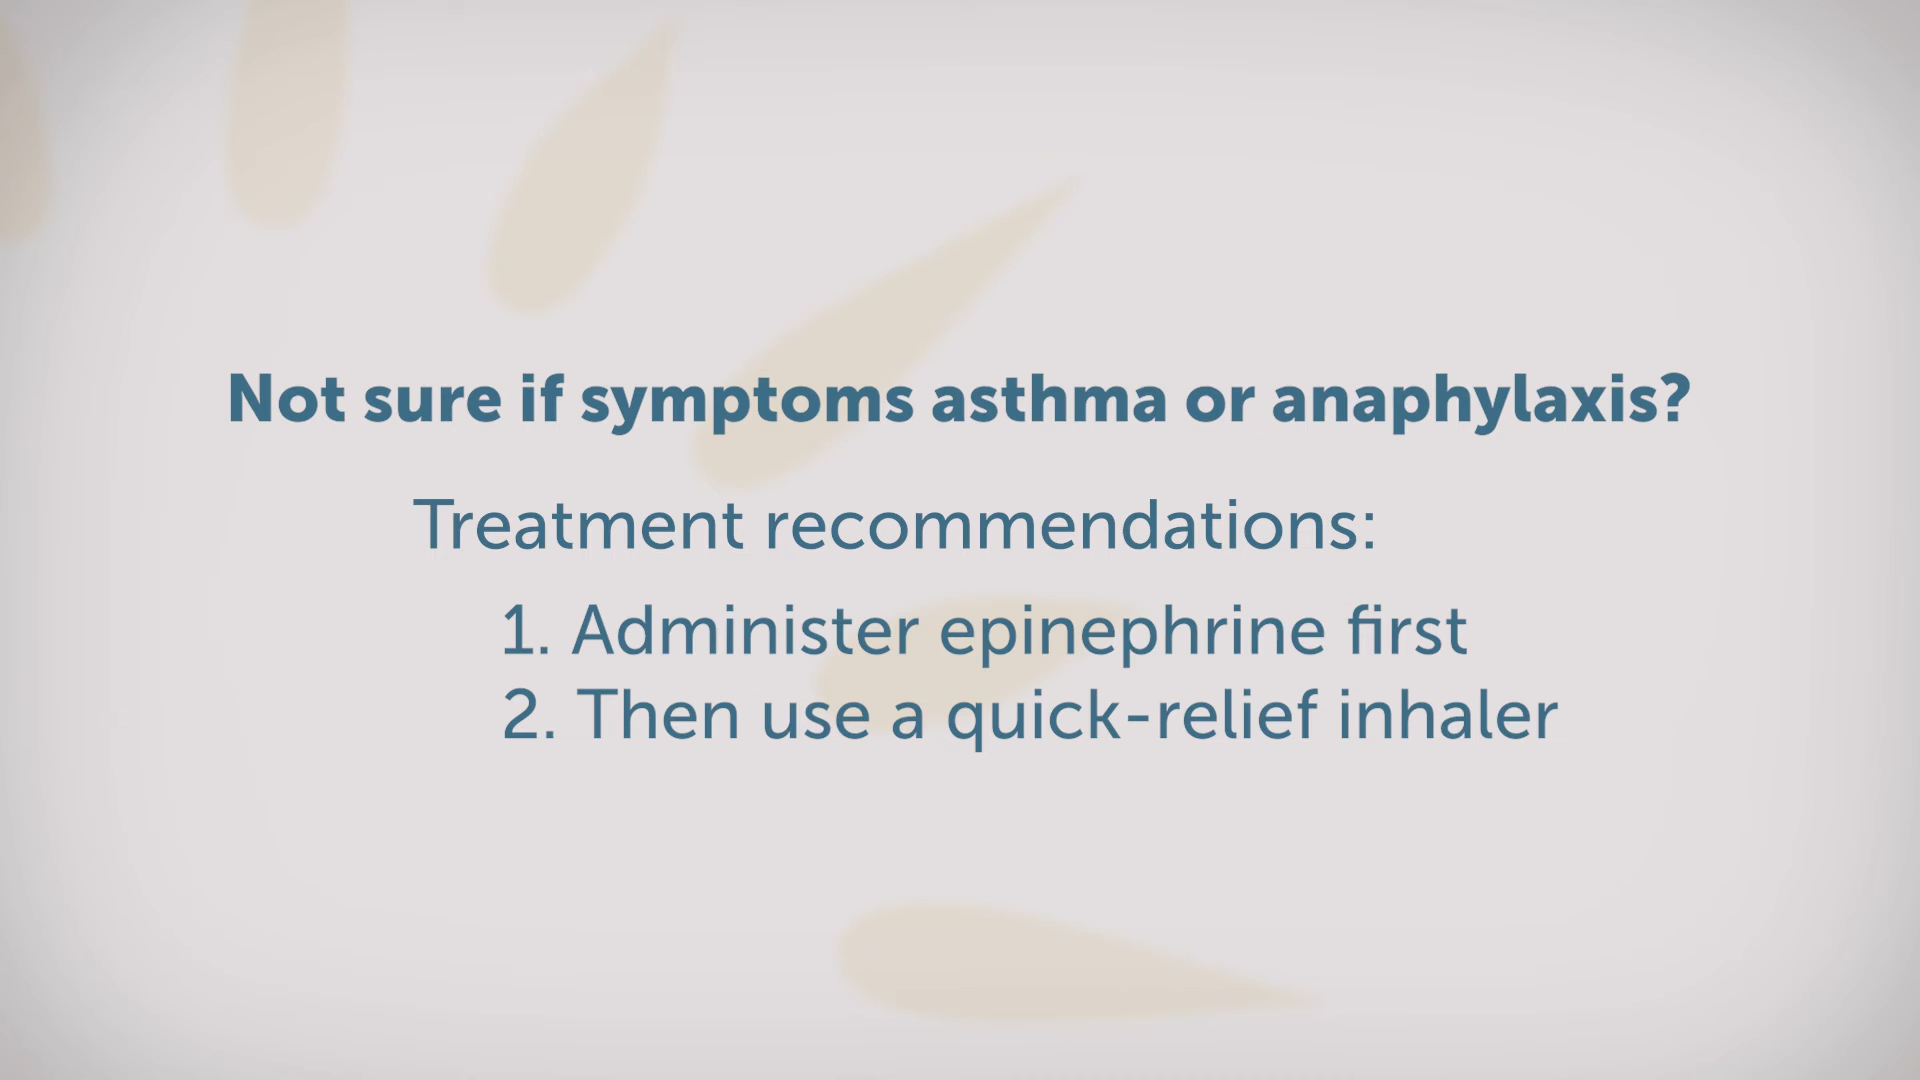 Not sure if symptoms asthma or anaphylaxis?
Treatment recommendations:
1. Administer epinephrine first
2. Then use a quick-relief inhaler